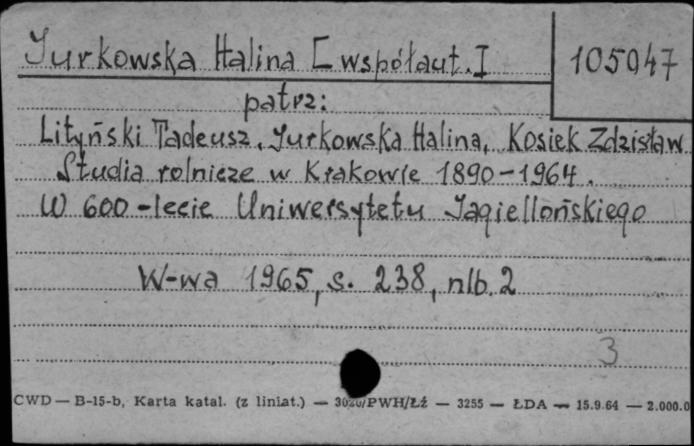 Jurkowska Halina [współaut.]
105047
patrz:
Lityński Tadeusz, Jurkowska Halina, Kosiek Zdzisław
Studia rolnicze w Krakowie 1890-1964.
W 600-lecie Uniwersytetu Jagiellońskiego
W-wa 1965, s. 238, nlb. 2
3
CWD — B-15-b, Karta katal. (z liniat.) — /PWH/Łź — 3255 — ŁDA — 15.9.64 — 2.000.0